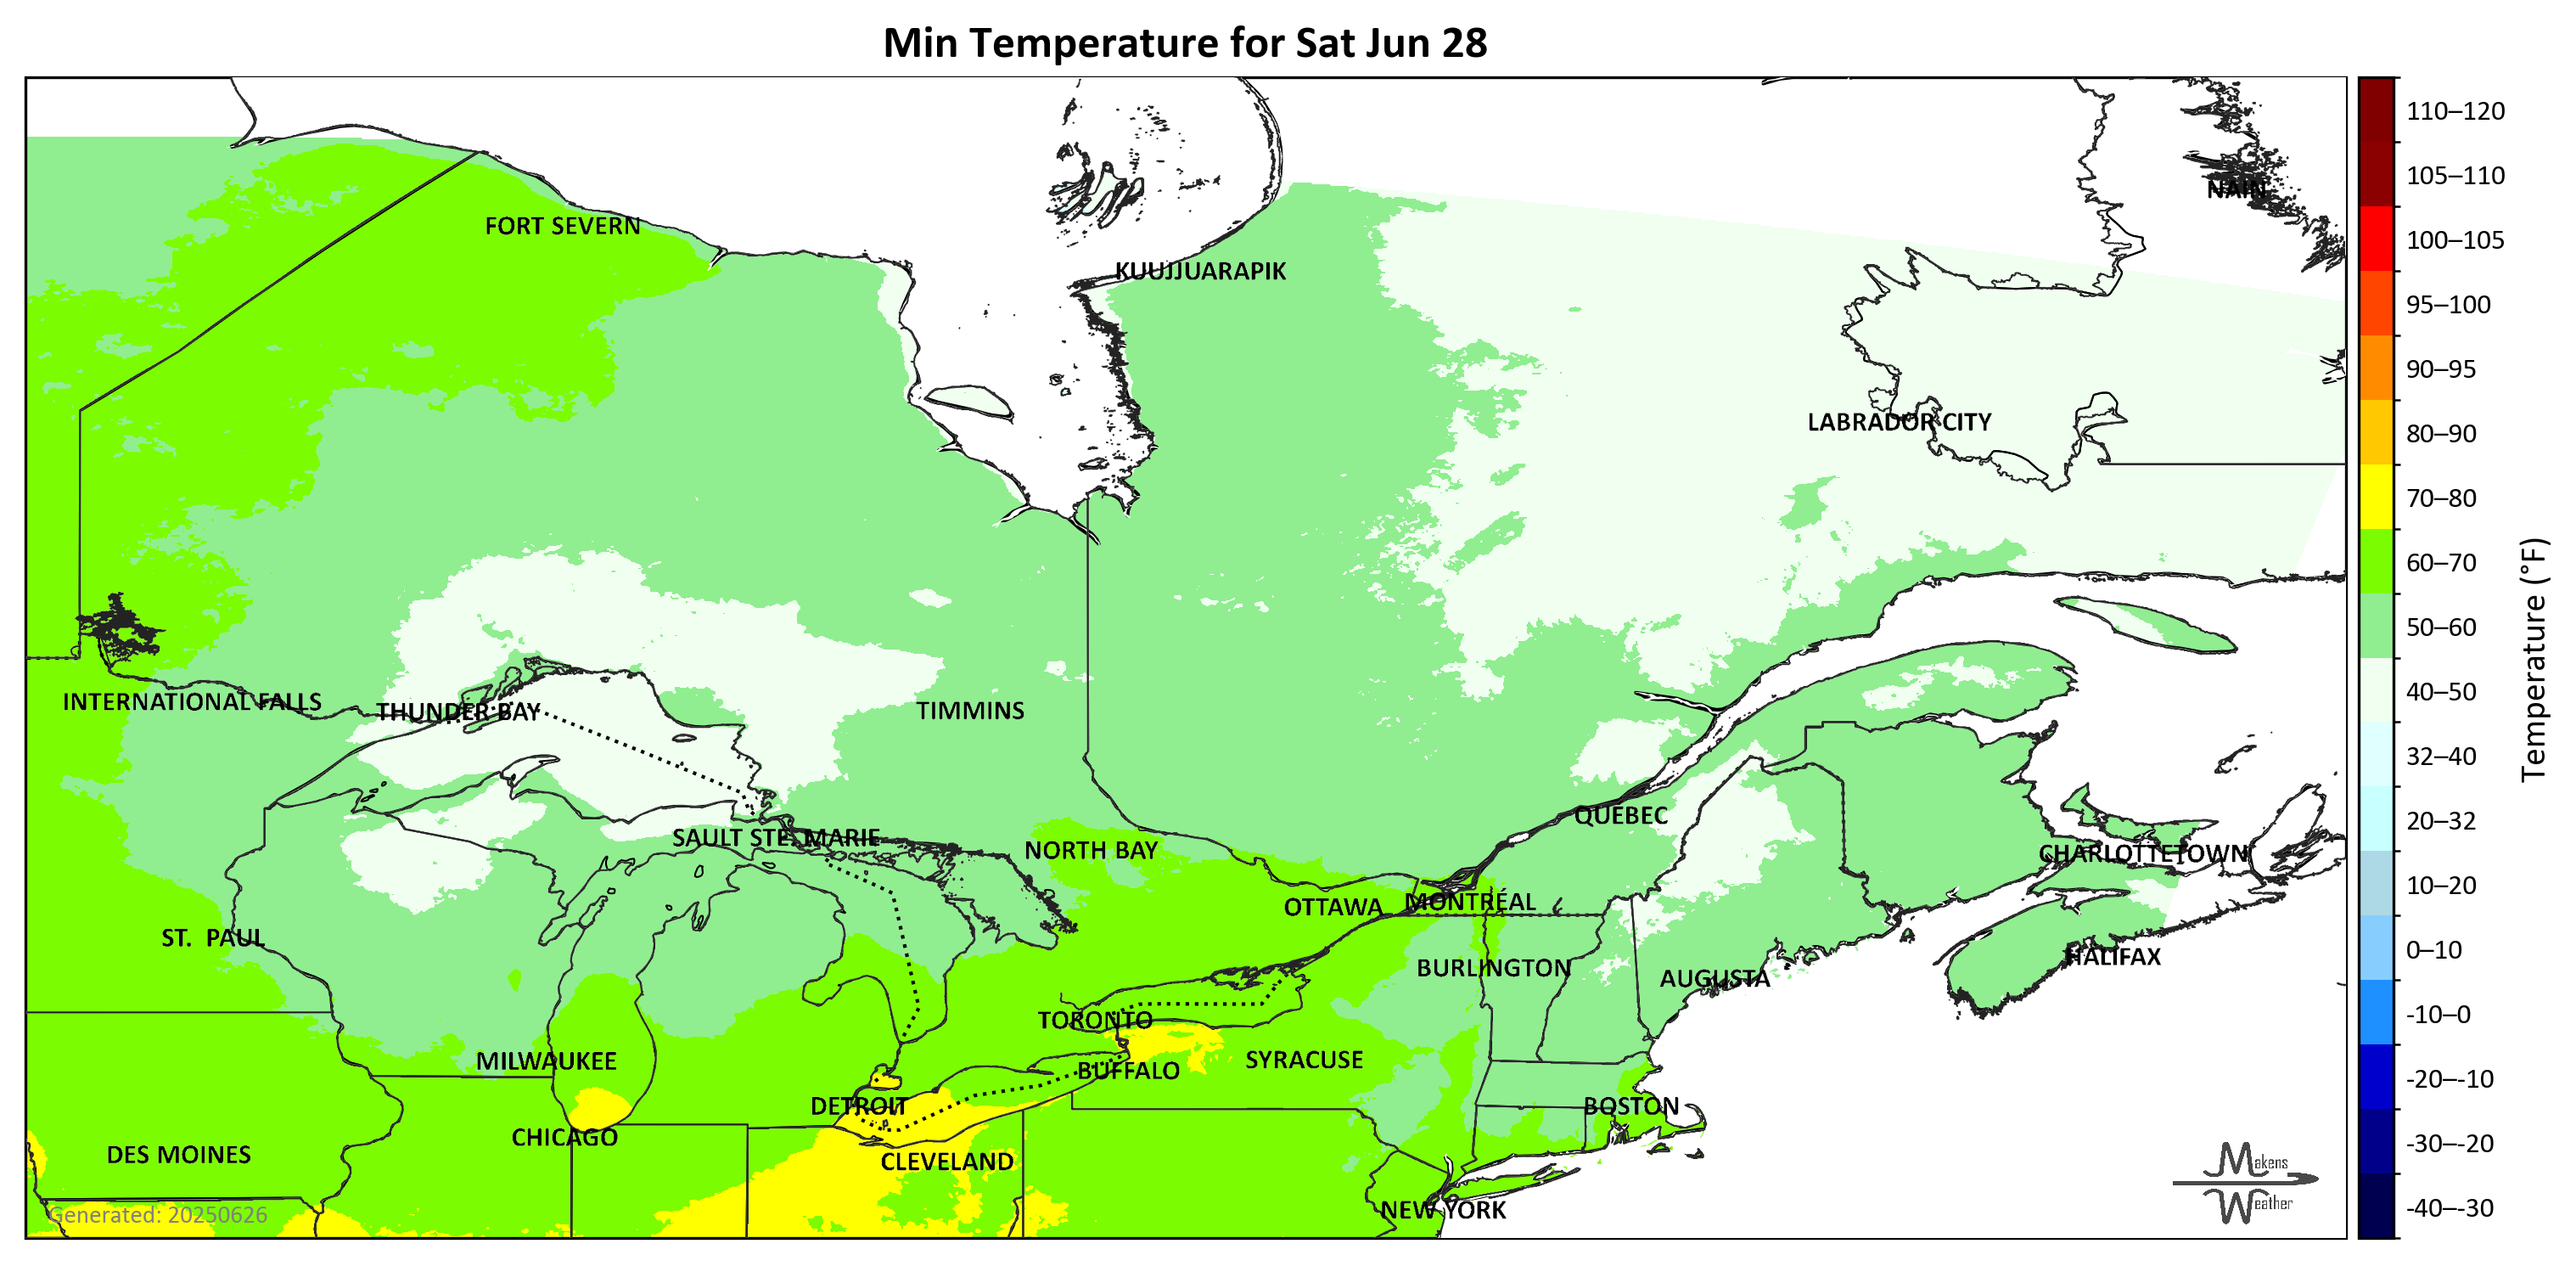 Min Temperature for Sat Jun 28
110–120
105–110
NAIN
FORT SEVERN
100–105
KUUJJUARAPIK
95–100
90–95
LABRADOR CITY
80–90
70–80
60–70
50–60
Temperature (°F)
INTERNATIONAL FALLS
THUNDER BAY
TIMMINS
40–50
32–40
QUEBEC
20–32
SAULT STE. MARIE
NORTH BAY
CHARLOTTETOWN
10–20
OTTAWA
MONTRÉAL
ST. PAUL
0–10
HALIFAX
BURLINGTON
AUGUSTA
TORONTO
-10–0
MILWAUKEE
BUFFALO
SYRACUSE
-20–-10
DETROIT
BOSTON
CHICAGO
-30–-20
DES MOINES
CLEVELAND
Makens
Weather
NEW YORK
-40–-30
Generated: 20250626